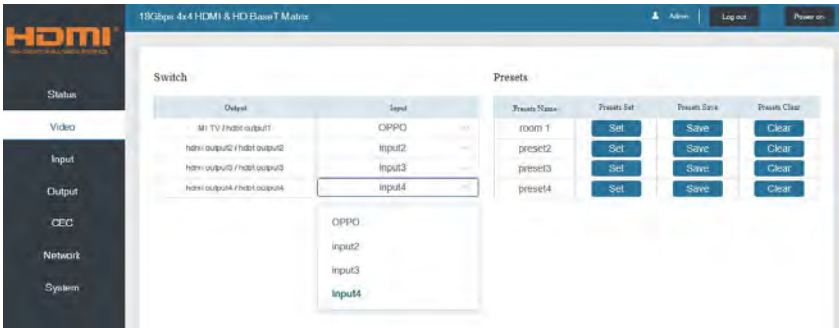 HDMI
18Gbps 4x4 HDMI & HDBaseT Matrix
Admin
Log out
Power on
Status
Video
Input
Output
CEC
Network
System
Switch
Output Input
MI TV / hdbt output1 OPPO
hdmi output2 / hdbt output2 input2
hdmi output3 / hdbt output3 input3
hdmi output4 / hdbt output4 input4
OPPO
input2
input3
input4
Presets
Presets Name Presets Set Presets Save Presets Clear
room 1 Set Save Clear
preset2 Set Save Clear
preset3 Set Save Clear
preset4 Set Save Clear